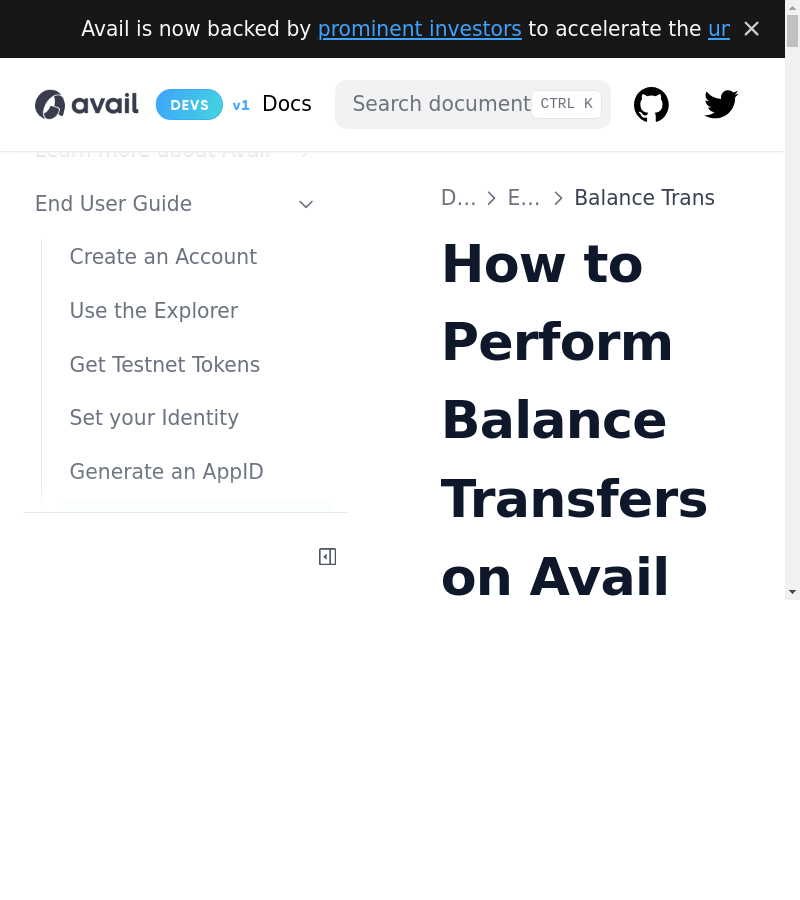 Avail is now backed by prominent investors to accelerate the ur
avail DEVS v1 Docs Search document CTRL K
Learn more about Avail
End User Guide
Create an Account
Use the Explorer
Get Testnet Tokens
Set your Identity
Generate an AppID
D… E… Balance Trans
How to
Perform
Balance
Transfers
on Avail